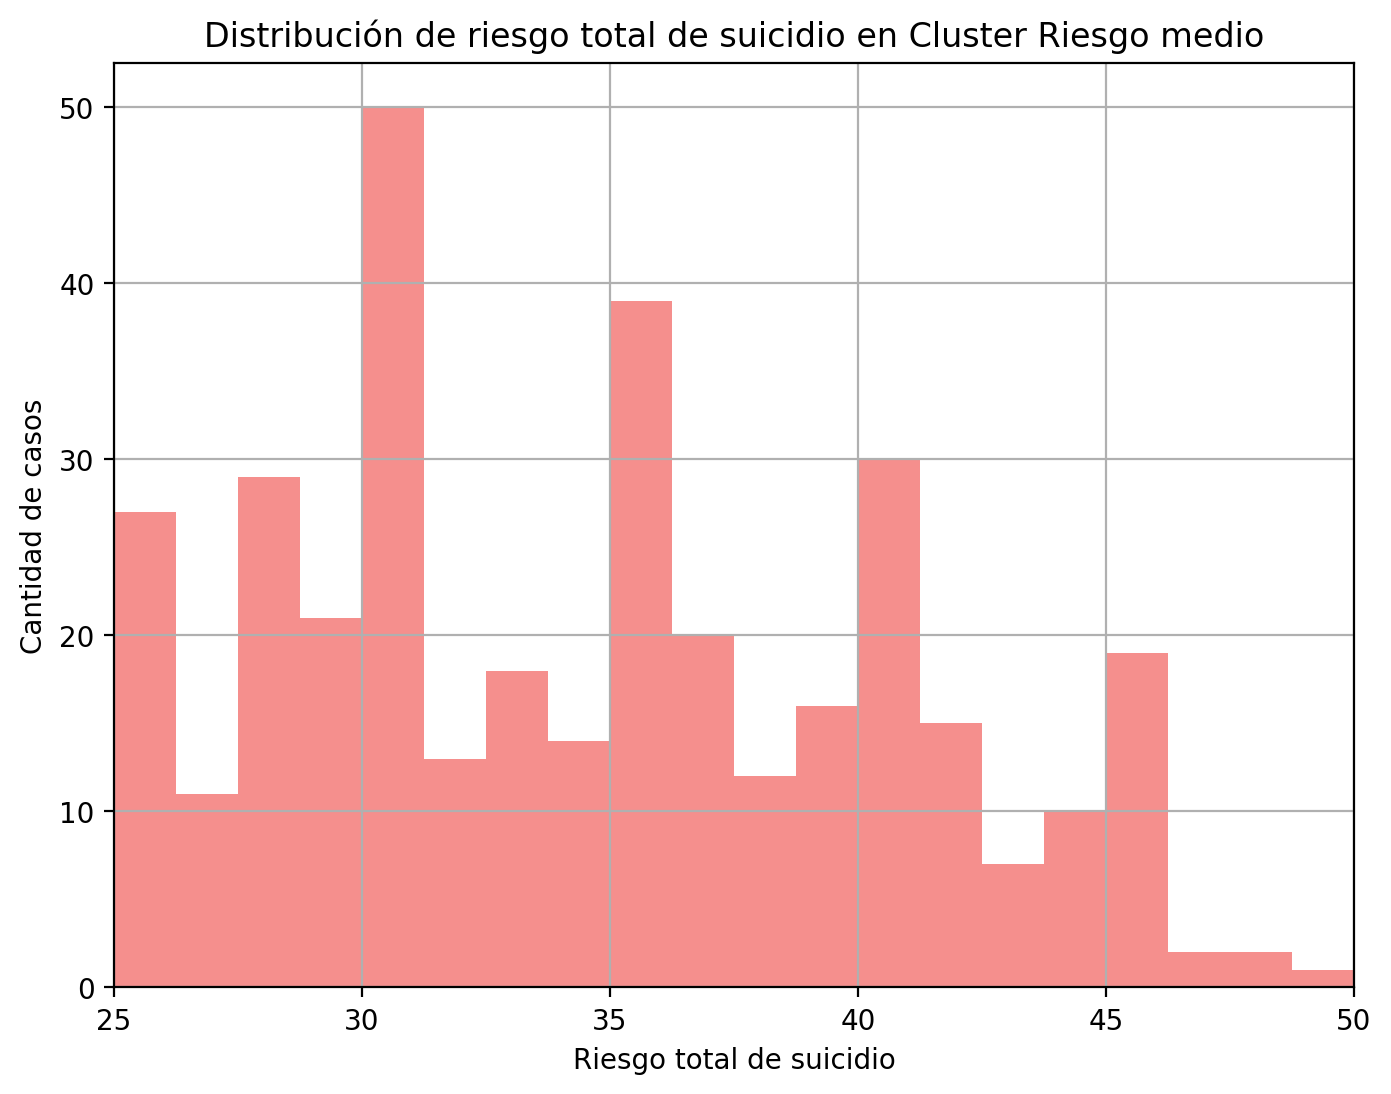 Distribución de riesgo total de suicidio en Cluster Riesgo medio
50
40
30
20
10
0
Cantidad de casos
25 30 35 40 45 50
Riesgo total de suicidio